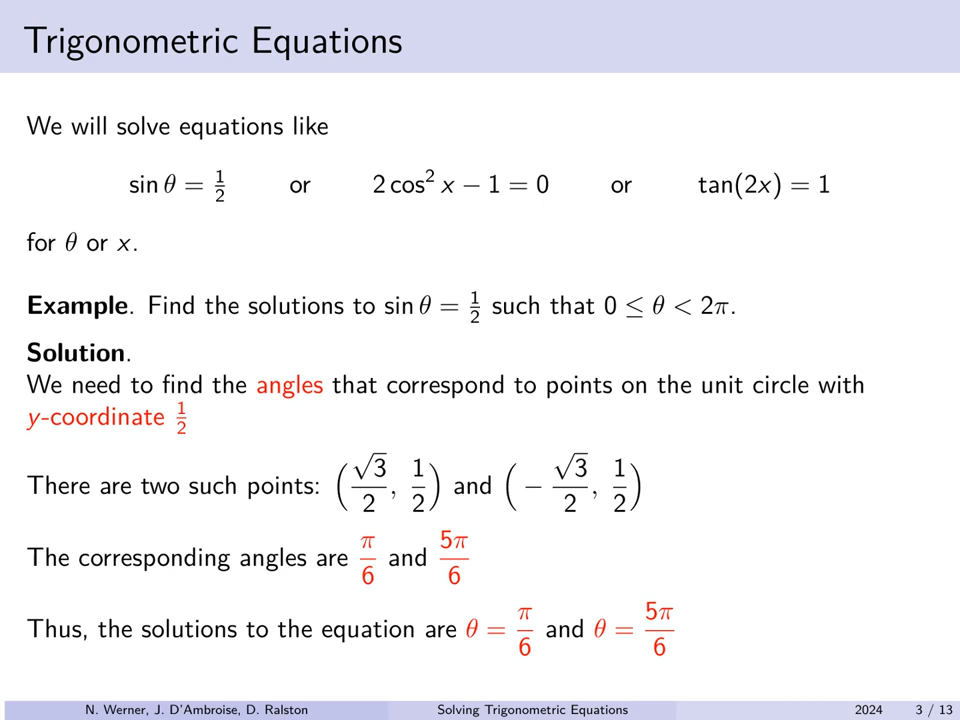 Trigonometric Equations
We will solve equations like
sin θ = 1/2 or 2 cos² x − 1 = 0 or tan(2x) = 1
for θ or x.
Example. Find the solutions to sin θ = 1/2 such that 0 ≤ θ < 2π.
Solution.
We need to find the angles that correspond to points on the unit circle with
y-coordinate 1/2
There are two such points: (√3/2, 1/2) and (−√3/2, 1/2)
The corresponding angles are π/6 and 5π/6
Thus, the solutions to the equation are θ = π/6 and θ = 5π/6
N. Werner, J. D'Ambroise, D. Ralston Solving Trigonometric Equations 2024 3 / 13